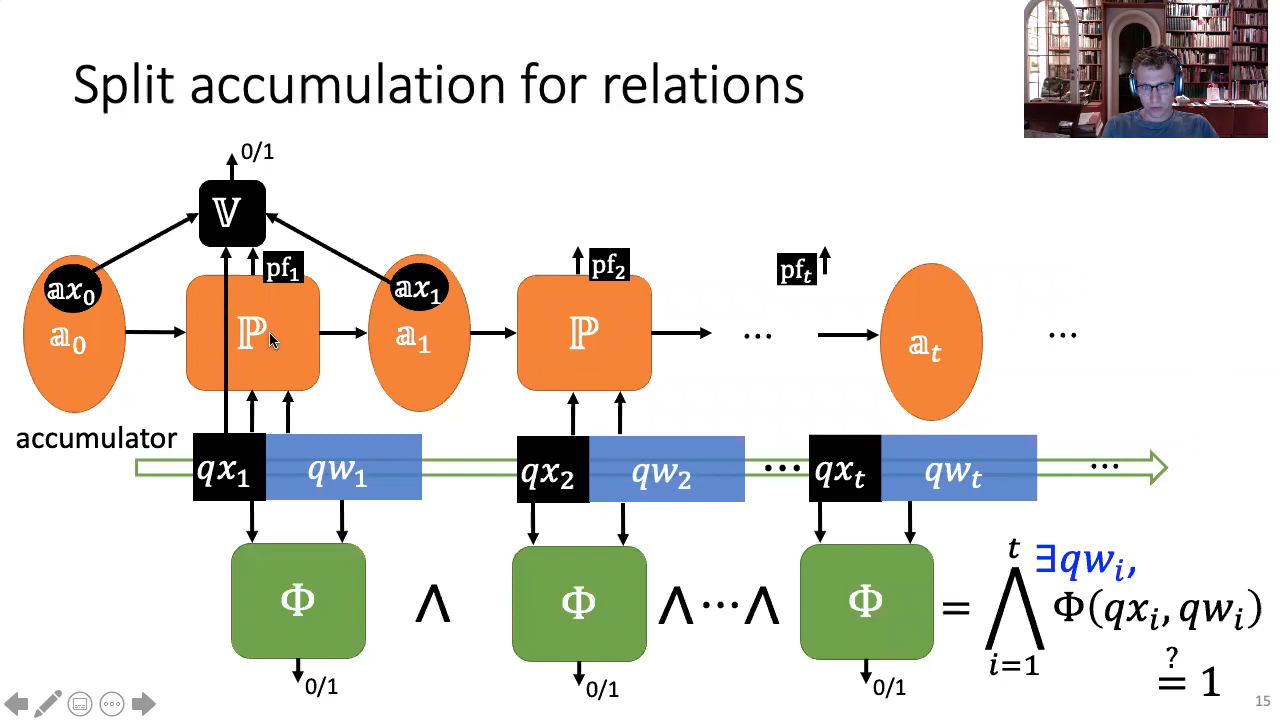 Split accumulation for relations
0/1
𝕍
pf₁
pf₂
pfₜ
𝕒x₀
𝕒x₁
𝕒₀
ℙ
𝕒₁
ℙ
...
𝕒ₜ
...
accumulator
qx₁ qw₁
qx₂ qw₂
... qxₜ qwₜ
...
Φ ∧ Φ ∧ ... ∧ Φ = ⋀ᵢ₌₁ᵗ ∃qwᵢ,
Φ(qxᵢ, qwᵢ)
≟ 1
0/1
0/1
0/1
15